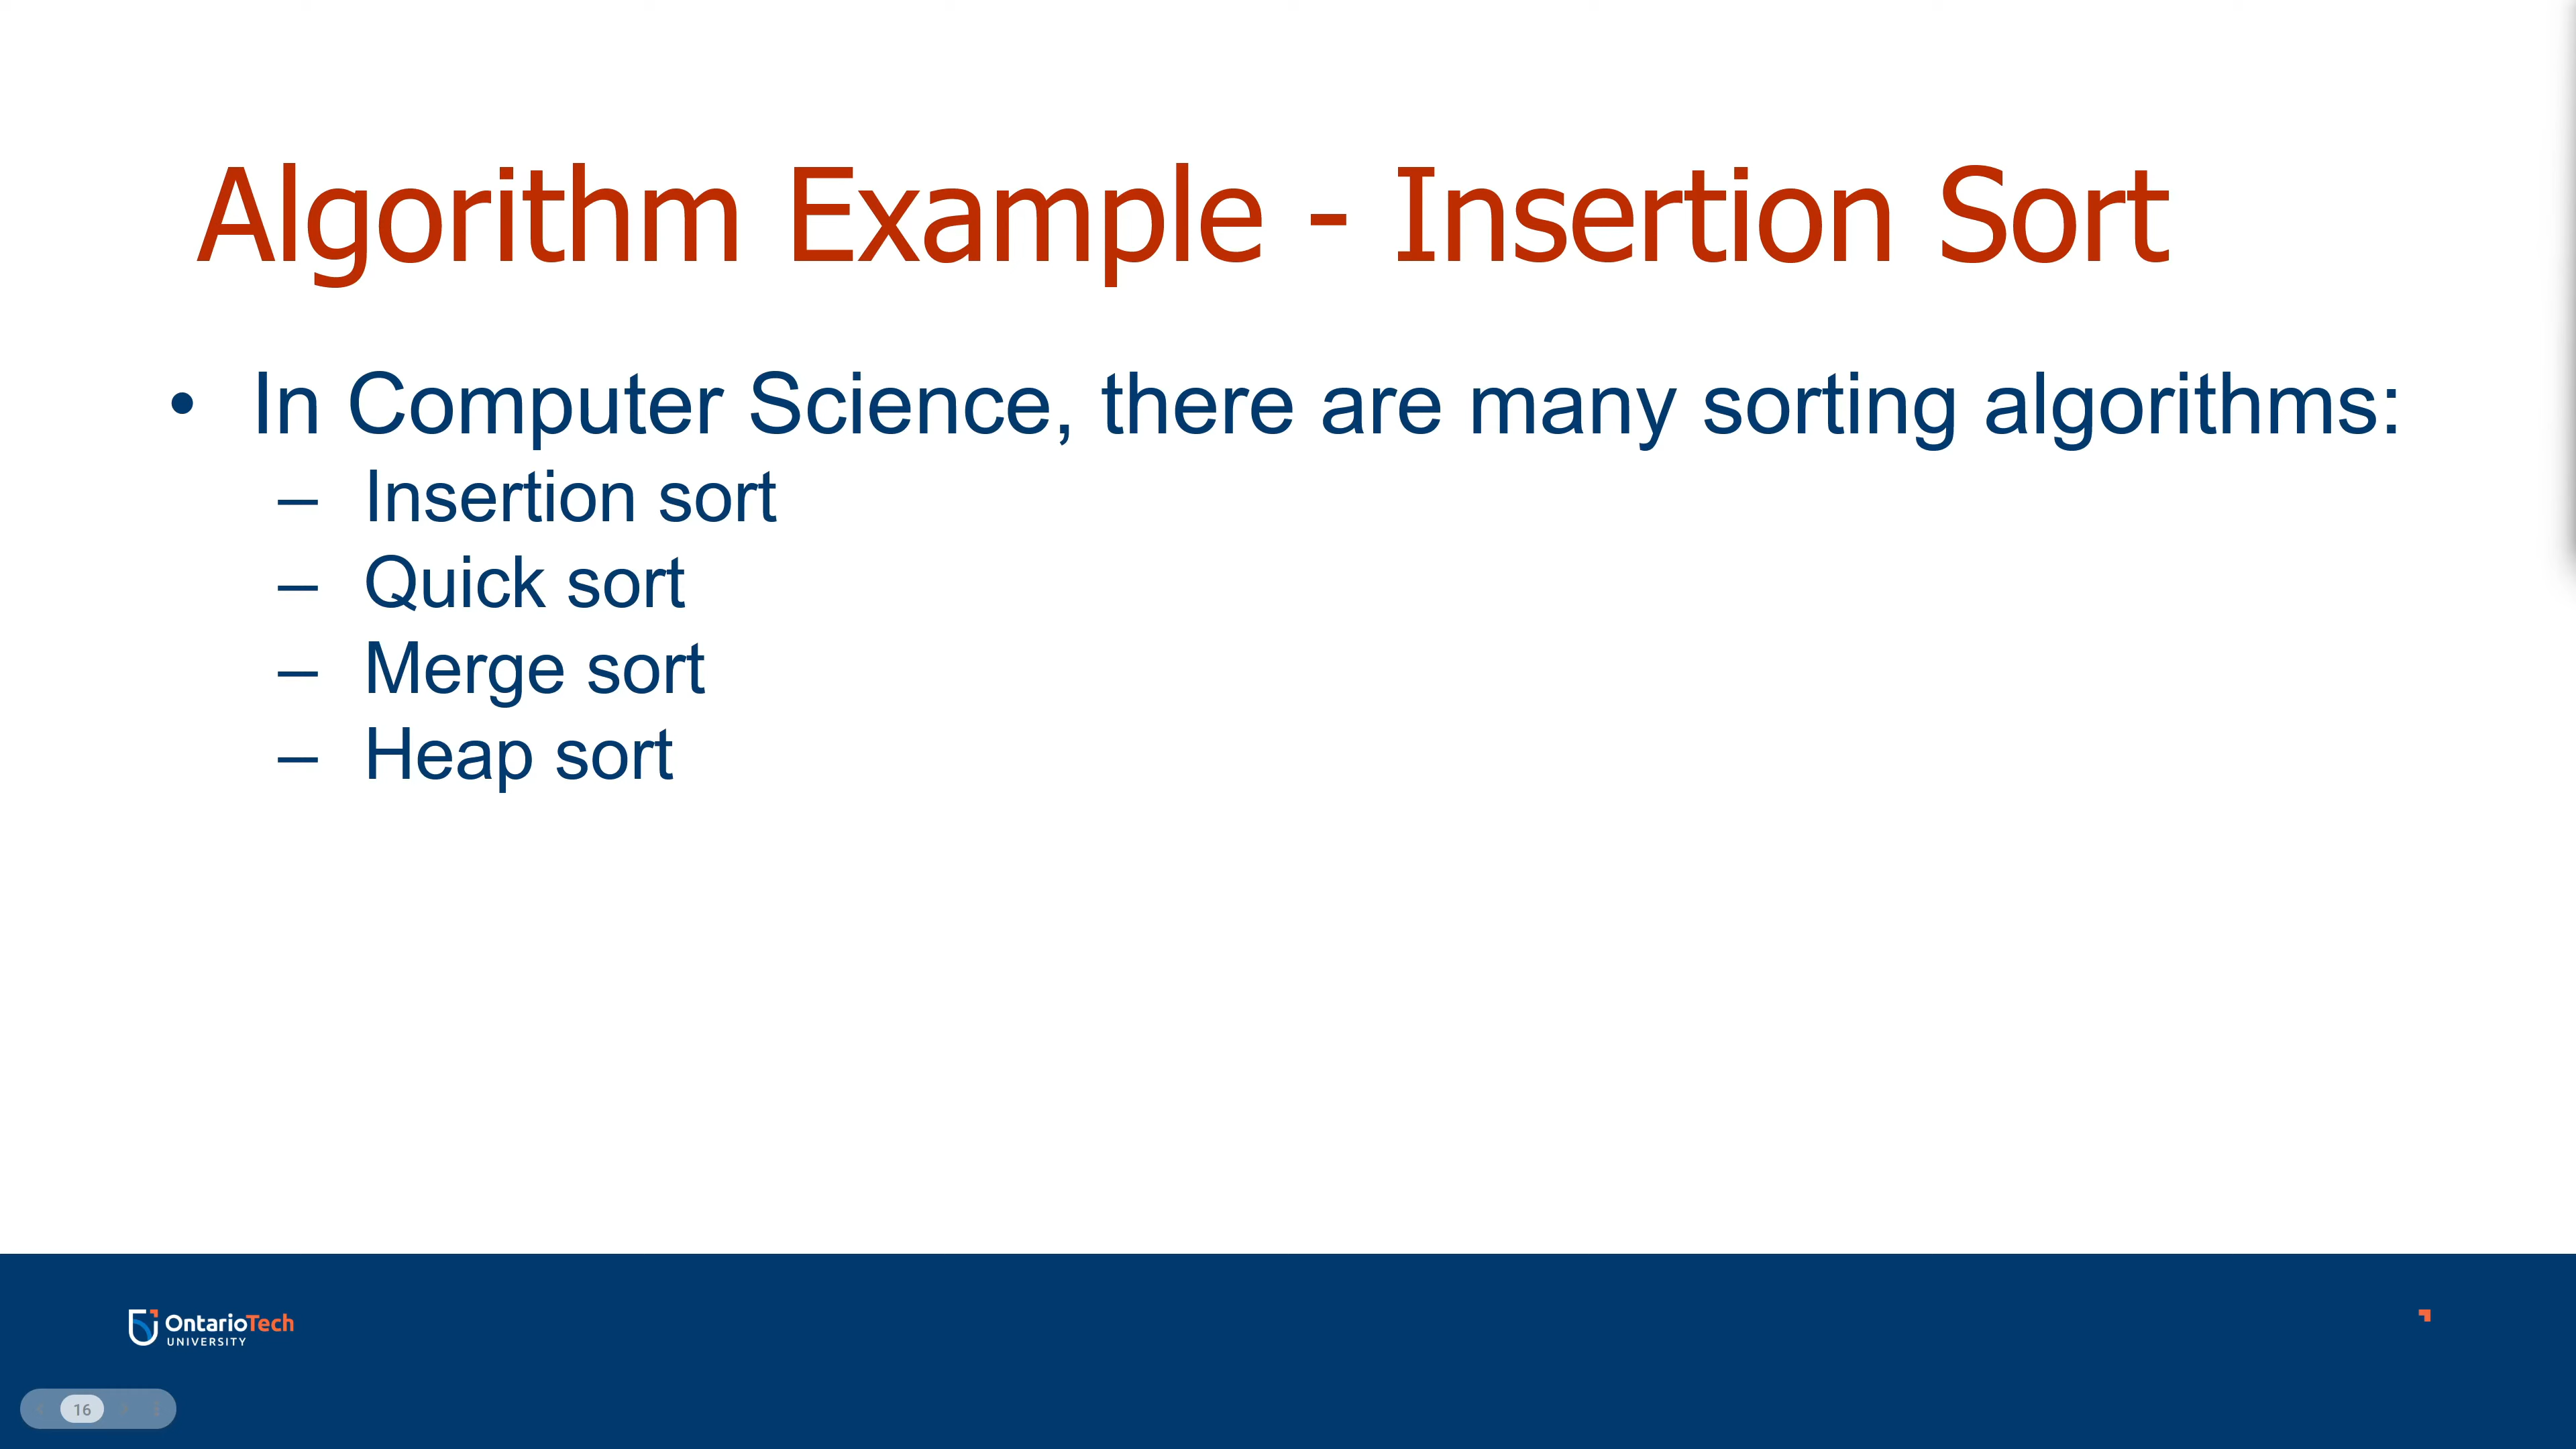 Algorithm Example - Insertion Sort
• In Computer Science, there are many sorting algorithms:
– Insertion sort
– Quick sort
– Merge sort
– Heap sort
OntarioTech
UNIVERSITY
16